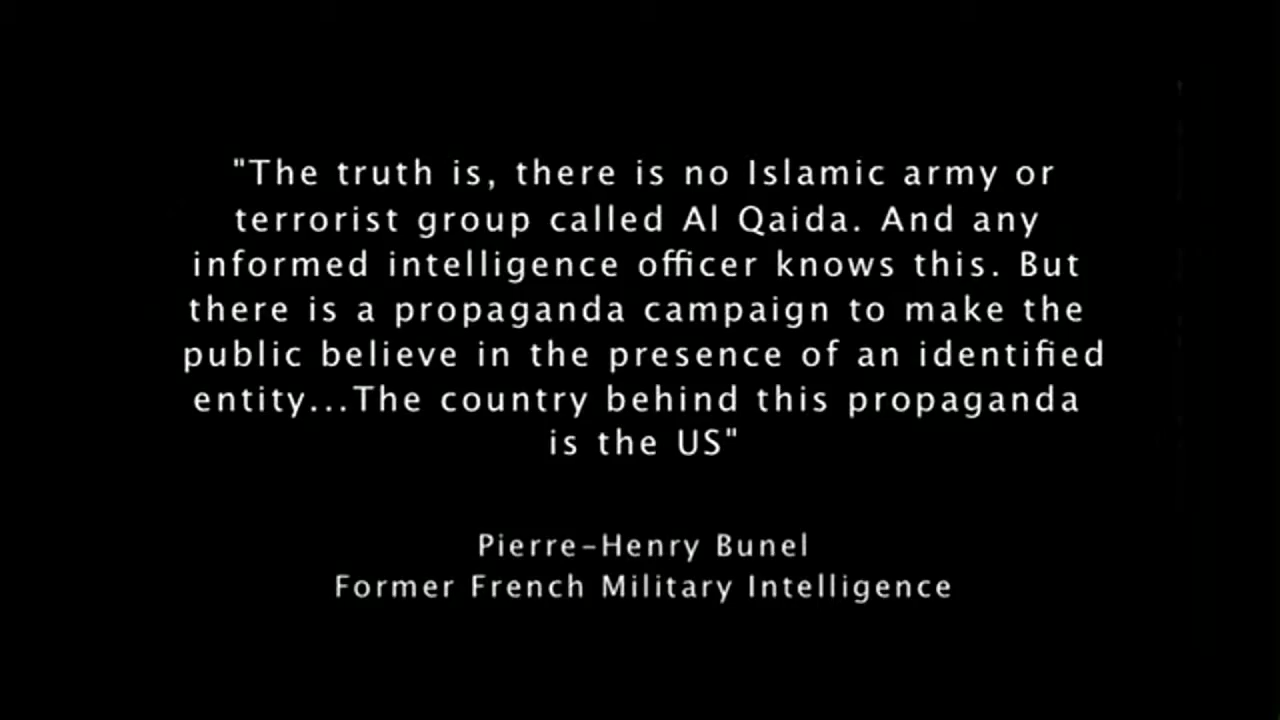 "The truth is, there is no Islamic army or
terrorist group called Al Qaida. And any
informed intelligence officer knows this. But
there is a propaganda campaign to make the
public believe in the presence of an identified
entity...The country behind this propaganda
is the US"
Pierre-Henry Bunel
Former French Military Intelligence